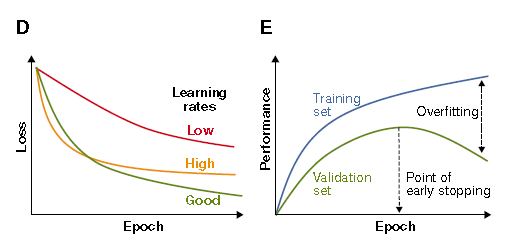 D
Loss
Learning
rates
Low
High
Good
Epoch
E
Performance
Training
set
Overfitting
Validation
set
Point of
early stopping
Epoch